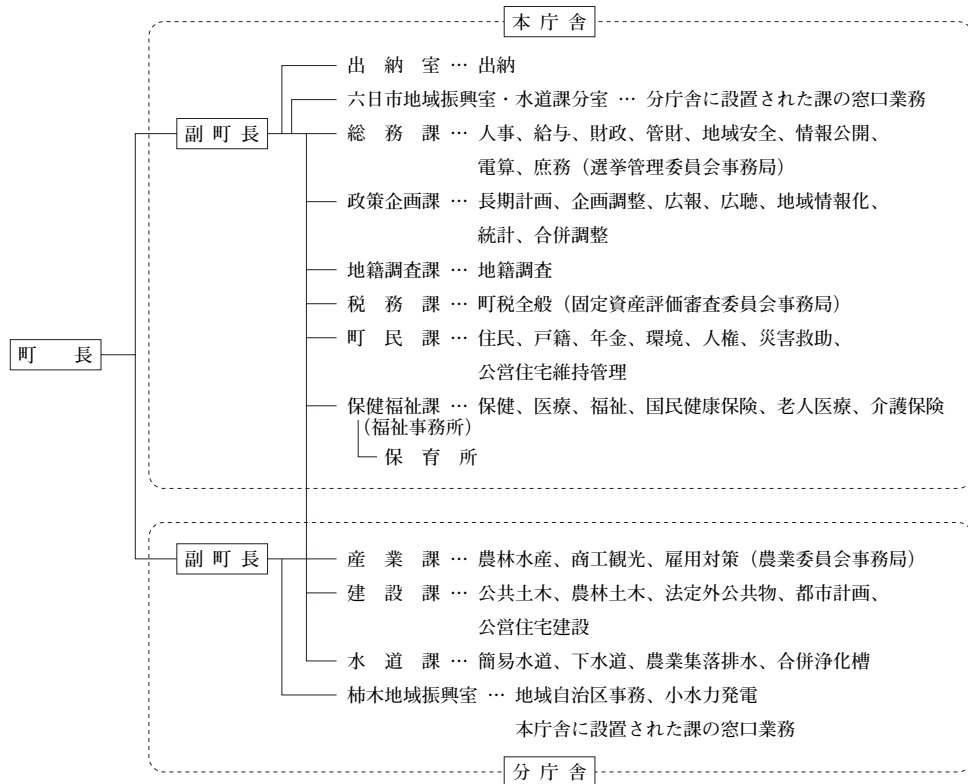 本庁舎
出納室 … 出納
六日市地域振興室・水道課分室 … 分庁舎に設置された課の窓口業務
副町長
総務課 … 人事、給与、財政、管財、地域安全、情報公開、
電算、庶務（選挙管理委員会事務局）
政策企画課 … 長期計画、企画調整、広報、広聴、地域情報化、
統計、合併調整
地籍調査課 … 地籍調査
税務課 … 町税全般（固定資産評価審査委員会事務局）
町長
町民課 … 住民、戸籍、年金、環境、人権、災害救助、
公営住宅維持管理
保健福祉課 … 保健、医療、福祉、国民健康保険、老人医療、介護保険
（福祉事務所）
保育所
副町長
産業課 … 農林水産、商工観光、雇用対策（農業委員会事務局）
建設課 … 公共土木、農林土木、法定外公共物、都市計画、
公営住宅建設
水道課 … 簡易水道、下水道、農業集落排水、合併浄化槽
柿木地域振興室 … 地域自治区事務、小水力発電
本庁舎に設置された課の窓口業務
分庁舎